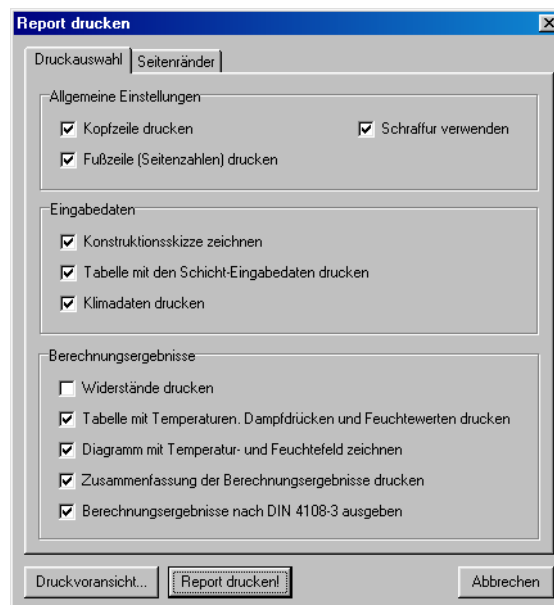 Report drucken
Druckauswahl Seitenränder
Allgemeine Einstellungen
Kopfzeile drucken Schraffur verwenden
Fußzeile (Seitenzahlen) drucken
Eingabedaten
Konstruktionsskizze zeichnen
Tabelle mit den Schicht-Eingabedaten drucken
Klimadaten drucken
Berechnungsergebnisse
Widerstände drucken
Tabelle mit Temperaturen. Dampfdrücken und Feuchtewerten drucken
Diagramm mit Temperatur- und Feuchtefeld zeichnen
Zusammenfassung der Berechnungsergebnisse drucken
Berechnungsergebnisse nach DIN 4108-3 ausgeben
Druckvoransicht... Report drucken! Abbrechen